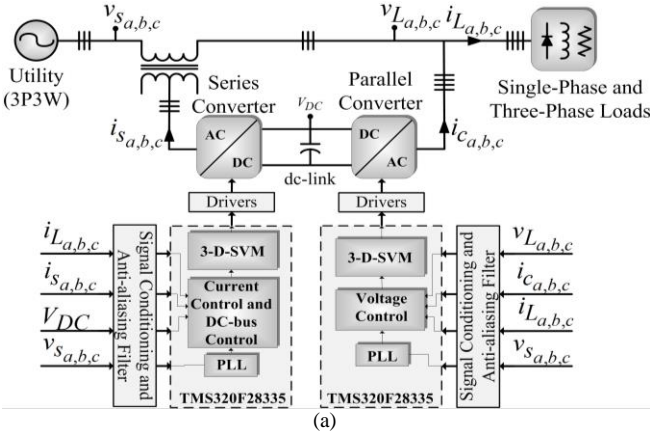 v_{S_{a,b,c}}
v_{L_{a,b,c}}
i_{L_{a,b,c}}
Utility
(3P3W)
Series
Converter
V_{DC}
Parallel
Converter
Single-Phase and
Three-Phase Loads
i_{s_{a,b,c}}
AC
DC
DC
AC
i_{c_{a,b,c}}
dc-link
Drivers
Drivers
i_{L_{a,b,c}}
i_{s_{a,b,c}}
V_{DC}
v_{s_{a,b,c}}
Signal Conditioning and
Anti-aliasing Filter
3-D-SVM
Current
Control and
DC-bus
Control
PLL
TMS320F28335
3-D-SVM
Voltage
Control
PLL
TMS320F28335
Signal Conditioning and
Anti-aliasing Filter
v_{L_{a,b,c}}
i_{c_{a,b,c}}
i_{L_{a,b,c}}
v_{s_{a,b,c}}
(a)